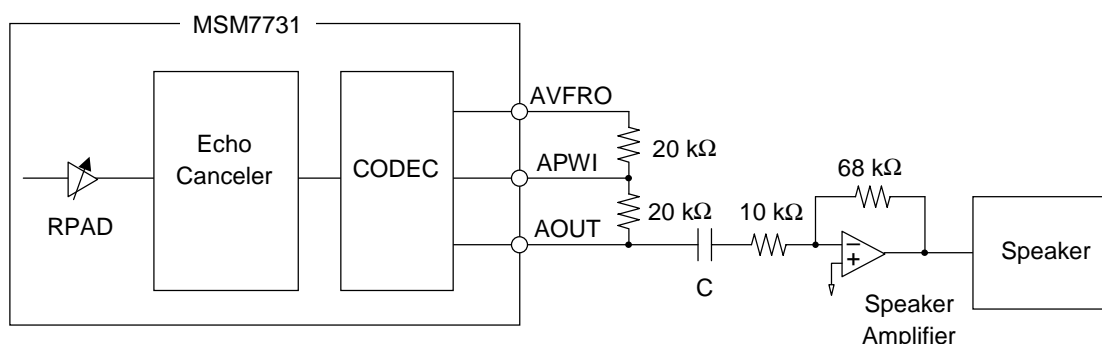 MSM7731
AVFRO
Echo
Canceler
CODEC
20 kΩ
APWI
68 kΩ
RPAD
AOUT
20 kΩ
10 kΩ
−
+
Speaker
C
Speaker
Amplifier